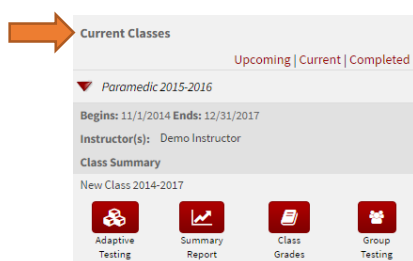 Current Classes
Upcoming | Current | Completed
Paramedic 2015-2016
Begins: 11/1/2014 Ends: 12/31/2017
Instructor(s): Demo Instructor
Class Summary
New Class 2014-2017
Adaptive Testing
Summary Report
Class Grades
Group Testing